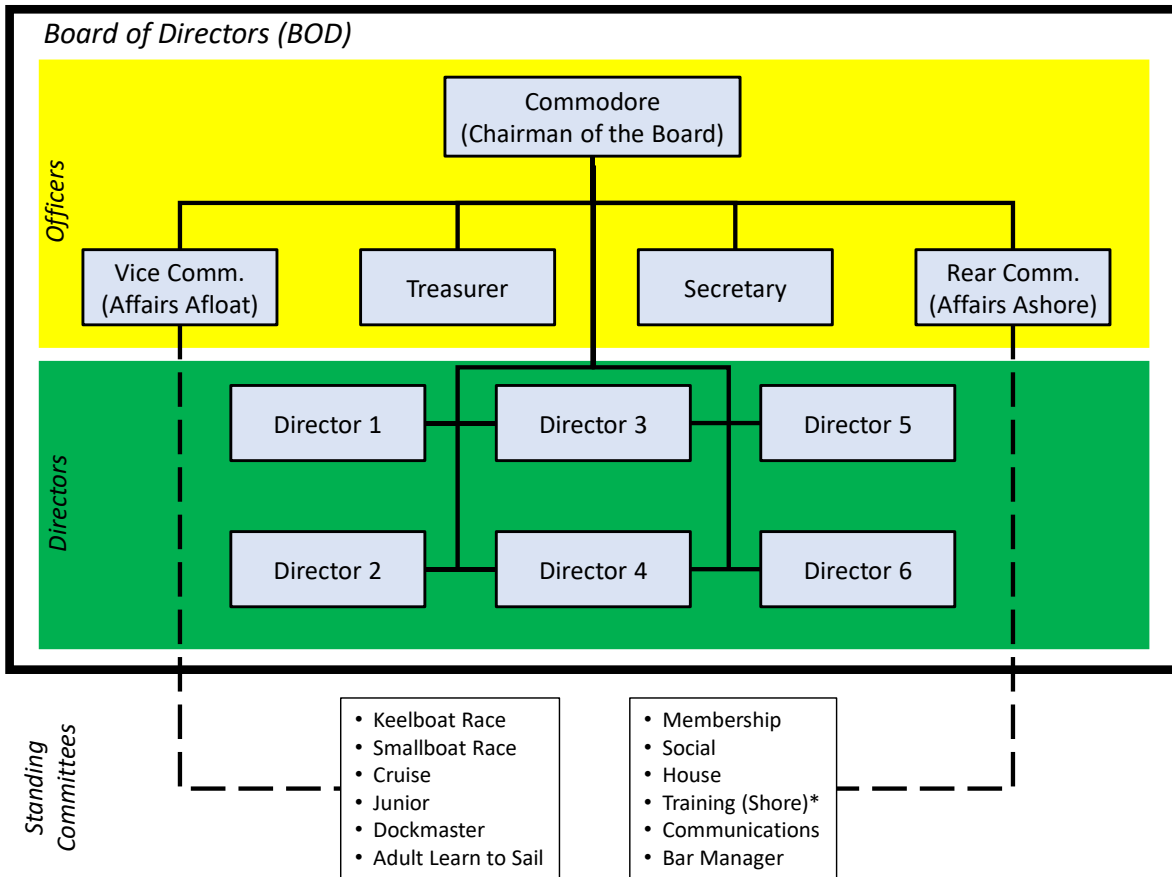 Board of Directors (BOD)
Officers
Commodore
(Chairman of the Board)
Vice Comm.
(Affairs Afloat)
Treasurer
Secretary
Rear Comm.
(Affairs Ashore)
Directors
Director 1
Director 3
Director 5
Director 2
Director 4
Director 6
Standing
Committees
• Keelboat Race
• Smallboat Race
• Cruise
• Junior
• Dockmaster
• Adult Learn to Sail
• Membership
• Social
• House
• Training (Shore)*
• Communications
• Bar Manager